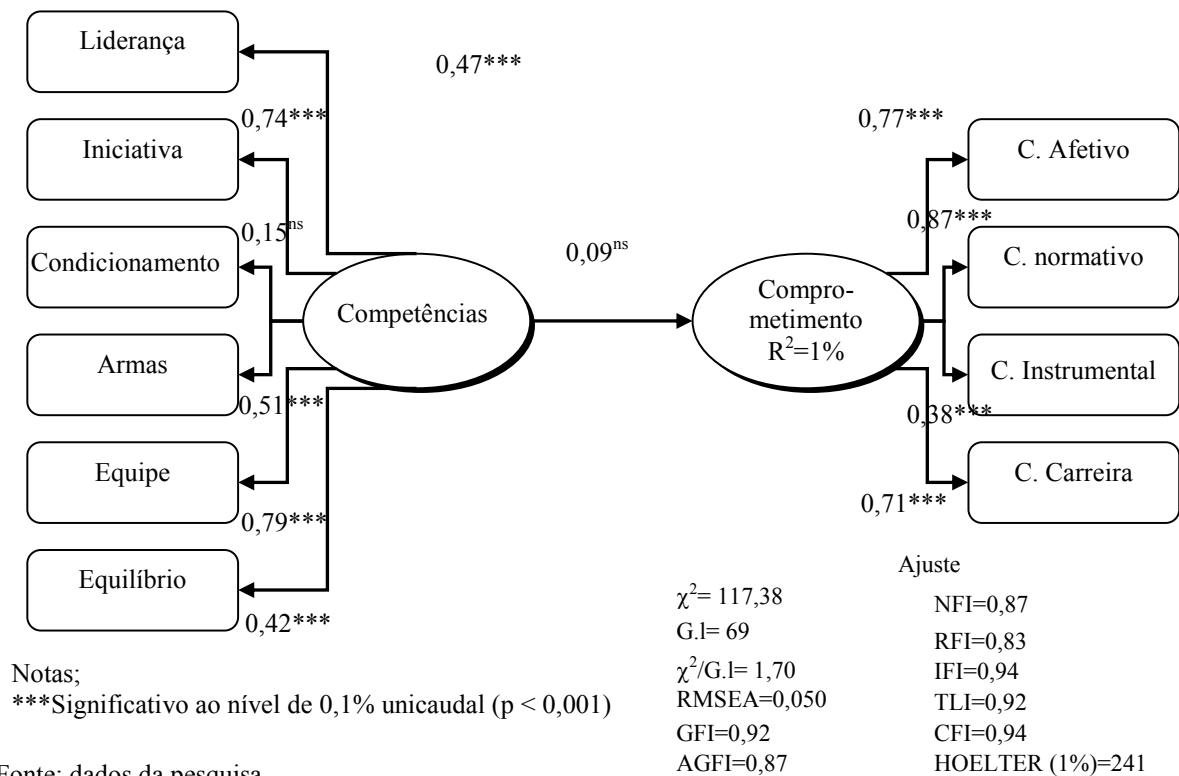 Liderança
0,47***
0,74***
0,77***
Iniciativa
C. Afetivo
0,15ns
0,87***
0,09ns
Condicionamento
C. normativo
Competências
Compro-
metimento
R2=1%
Armas
C. Instrumental
0,51***
0,38***
Equipe
C. Carreira
0,79***
0,71***
Equilíbrio
0,42***
Ajuste
χ2= 117,38
G.l= 69
χ2/G.l= 1,70
RMSEA=0,050
GFI=0,92
AGFI=0,87
NFI=0,87
RFI=0,83
IFI=0,94
TLI=0,92
CFI=0,94
HOELTER (1%)=241
Notas;
***Significativo ao nível de 0,1% unicaudal (p < 0,001)
Fonte: dados da pesquisa